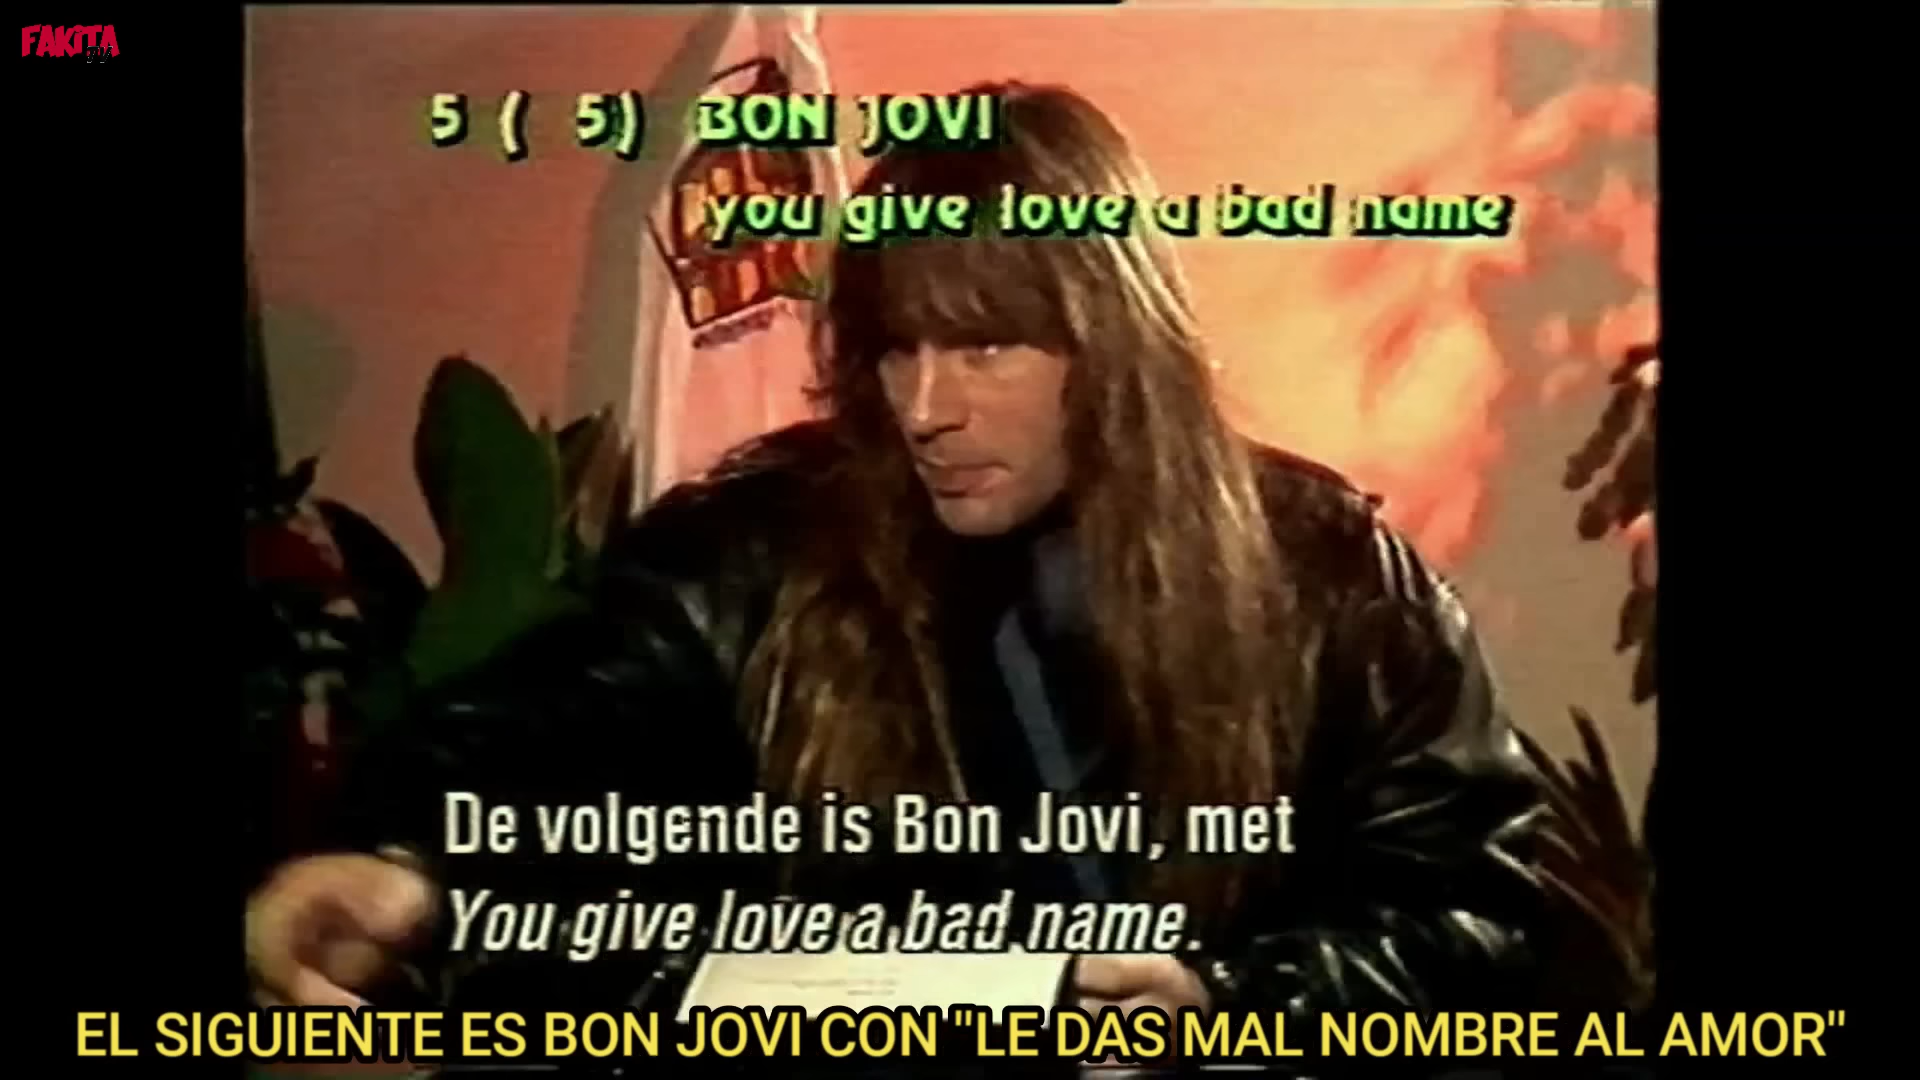 FAKITA
TV
5 ( 5) BON JOVI
you give love a bad name
De volgende is Bon Jovi, met
You give love a bad name.
EL SIGUIENTE ES BON JOVI CON "LE DAS MAL NOMBRE AL AMOR"